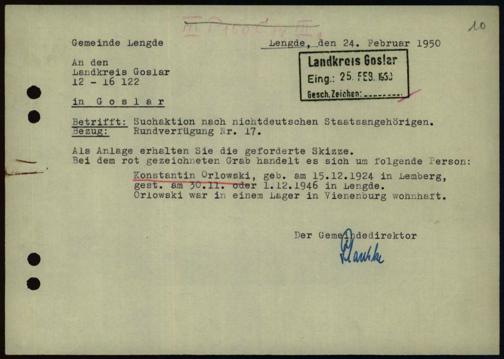 10
Gemeinde Lengde
Lengde, den 24. Februar 1950
An den
Landkreis Goslar
12 - 16 122
in Goslar
Landkreis Goslar
Eing.: 25. FEB. 1950
Gesch.Zeichen:
Betrifft: Suchaktion nach nichtdeutschen Staatsangehörigen.
Bezug: Rundverfügung Nr. 17.
Als Anlage erhalten Sie die geforderte Skizze.
Bei dem rot gezeichneten Grab handelt es sich um folgende Person:
Konstantin Orlowski, geb. am 15.12.1924 in Lemberg,
gest. am 30.11. oder 1.12.1946 in Lengde.
Orlowski war in einem Lager in Vienenburg wohnhaft.
Der Gemeindedirektor